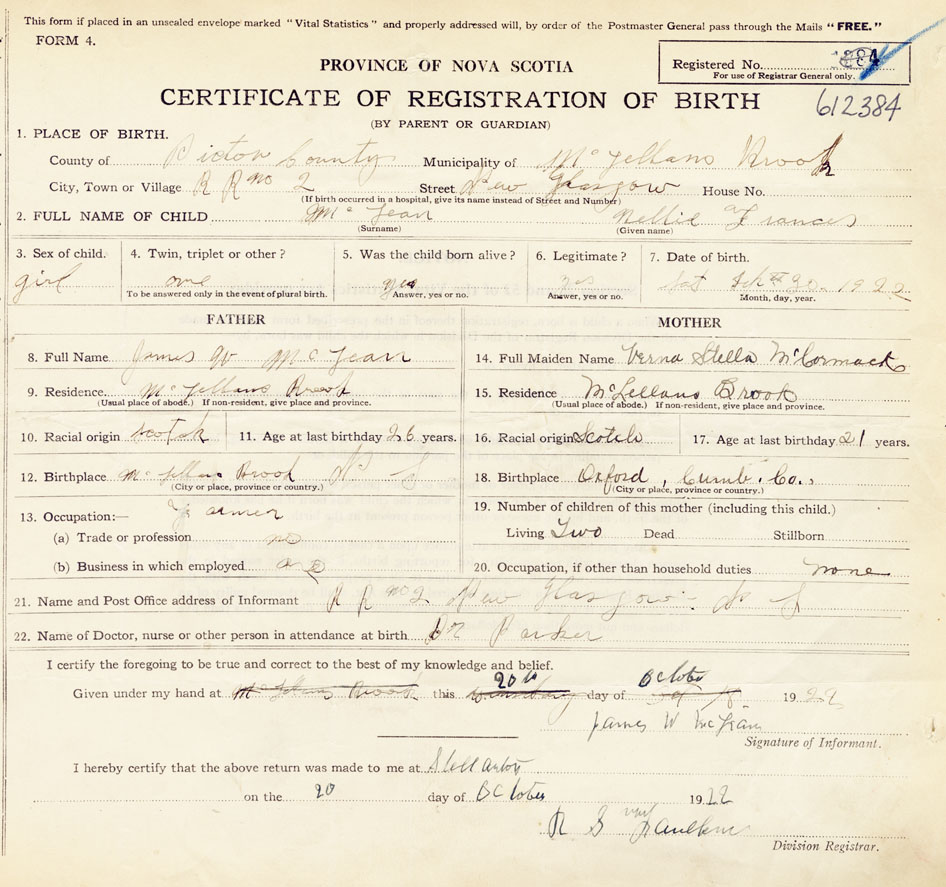 This form if placed in an unsealed envelope marked "Vital Statistics" and properly addressed will, by order of the Postmaster General pass through the Mails "FREE."
FORM 4.
Registered No. 1884
For use of Registrar General only.
PROVINCE OF NOVA SCOTIA
CERTIFICATE OF REGISTRATION OF BIRTH 612384
(BY PARENT OR GUARDIAN)
1. PLACE OF BIRTH.
County of Pictou County Municipality of McLellans Brook
City, Town or Village R R no 2 Street New Glasgow House No.
(If birth occurred in a hospital, give its name instead of Street and Number)
2. FULL NAME OF CHILD McLean Nellie Frances
(Surname) (Given name)
3. Sex of child. 4. Twin, triplet or other? 5. Was the child born alive? 6. Legitimate? 7. Date of birth.
girl one yes yes Sat 30. 1922
To be answered only in the event of plural birth. Answer, yes or no. Answer, yes or no. Month, day, year.
FATHER MOTHER
8. Full Name James W McLean 14. Full Maiden Name Verna Stella McCormack
9. Residence McLellans Brook 15. Residence McLellans Brook
(Usual place of abode.) If non-resident, give place and province. (Usual place of abode.) If non-resident, give place and province.
10. Racial origin Scotch 11. Age at last birthday 26 years. 16. Racial origin Scotch 17. Age at last birthday 21 years.
12. Birthplace McLellans Brook N S 18. Birthplace Oxford, Cumb. Co.,
(City or place, province or country.) (City or place, province or country.)
13. Occupation:— Farmer 19. Number of children of this mother (including this child.)
(a) Trade or profession no Living Two Dead Stillborn
(b) Business in which employed 20. Occupation, if other than household duties none
21. Name and Post Office address of Informant R R no 2 New Glasgow N S
22. Name of Doctor, nurse or other person in attendance at birth Dr Parker
I certify the foregoing to be true and correct to the best of my knowledge and belief.
Given under my hand at McLellans Brook this 20th day of October 1922
James W McLean
Signature of Informant.
I hereby certify that the above return was made to me at Stellarton
on the 20 day of October 1922
R G Faulkner
Division Registrar.